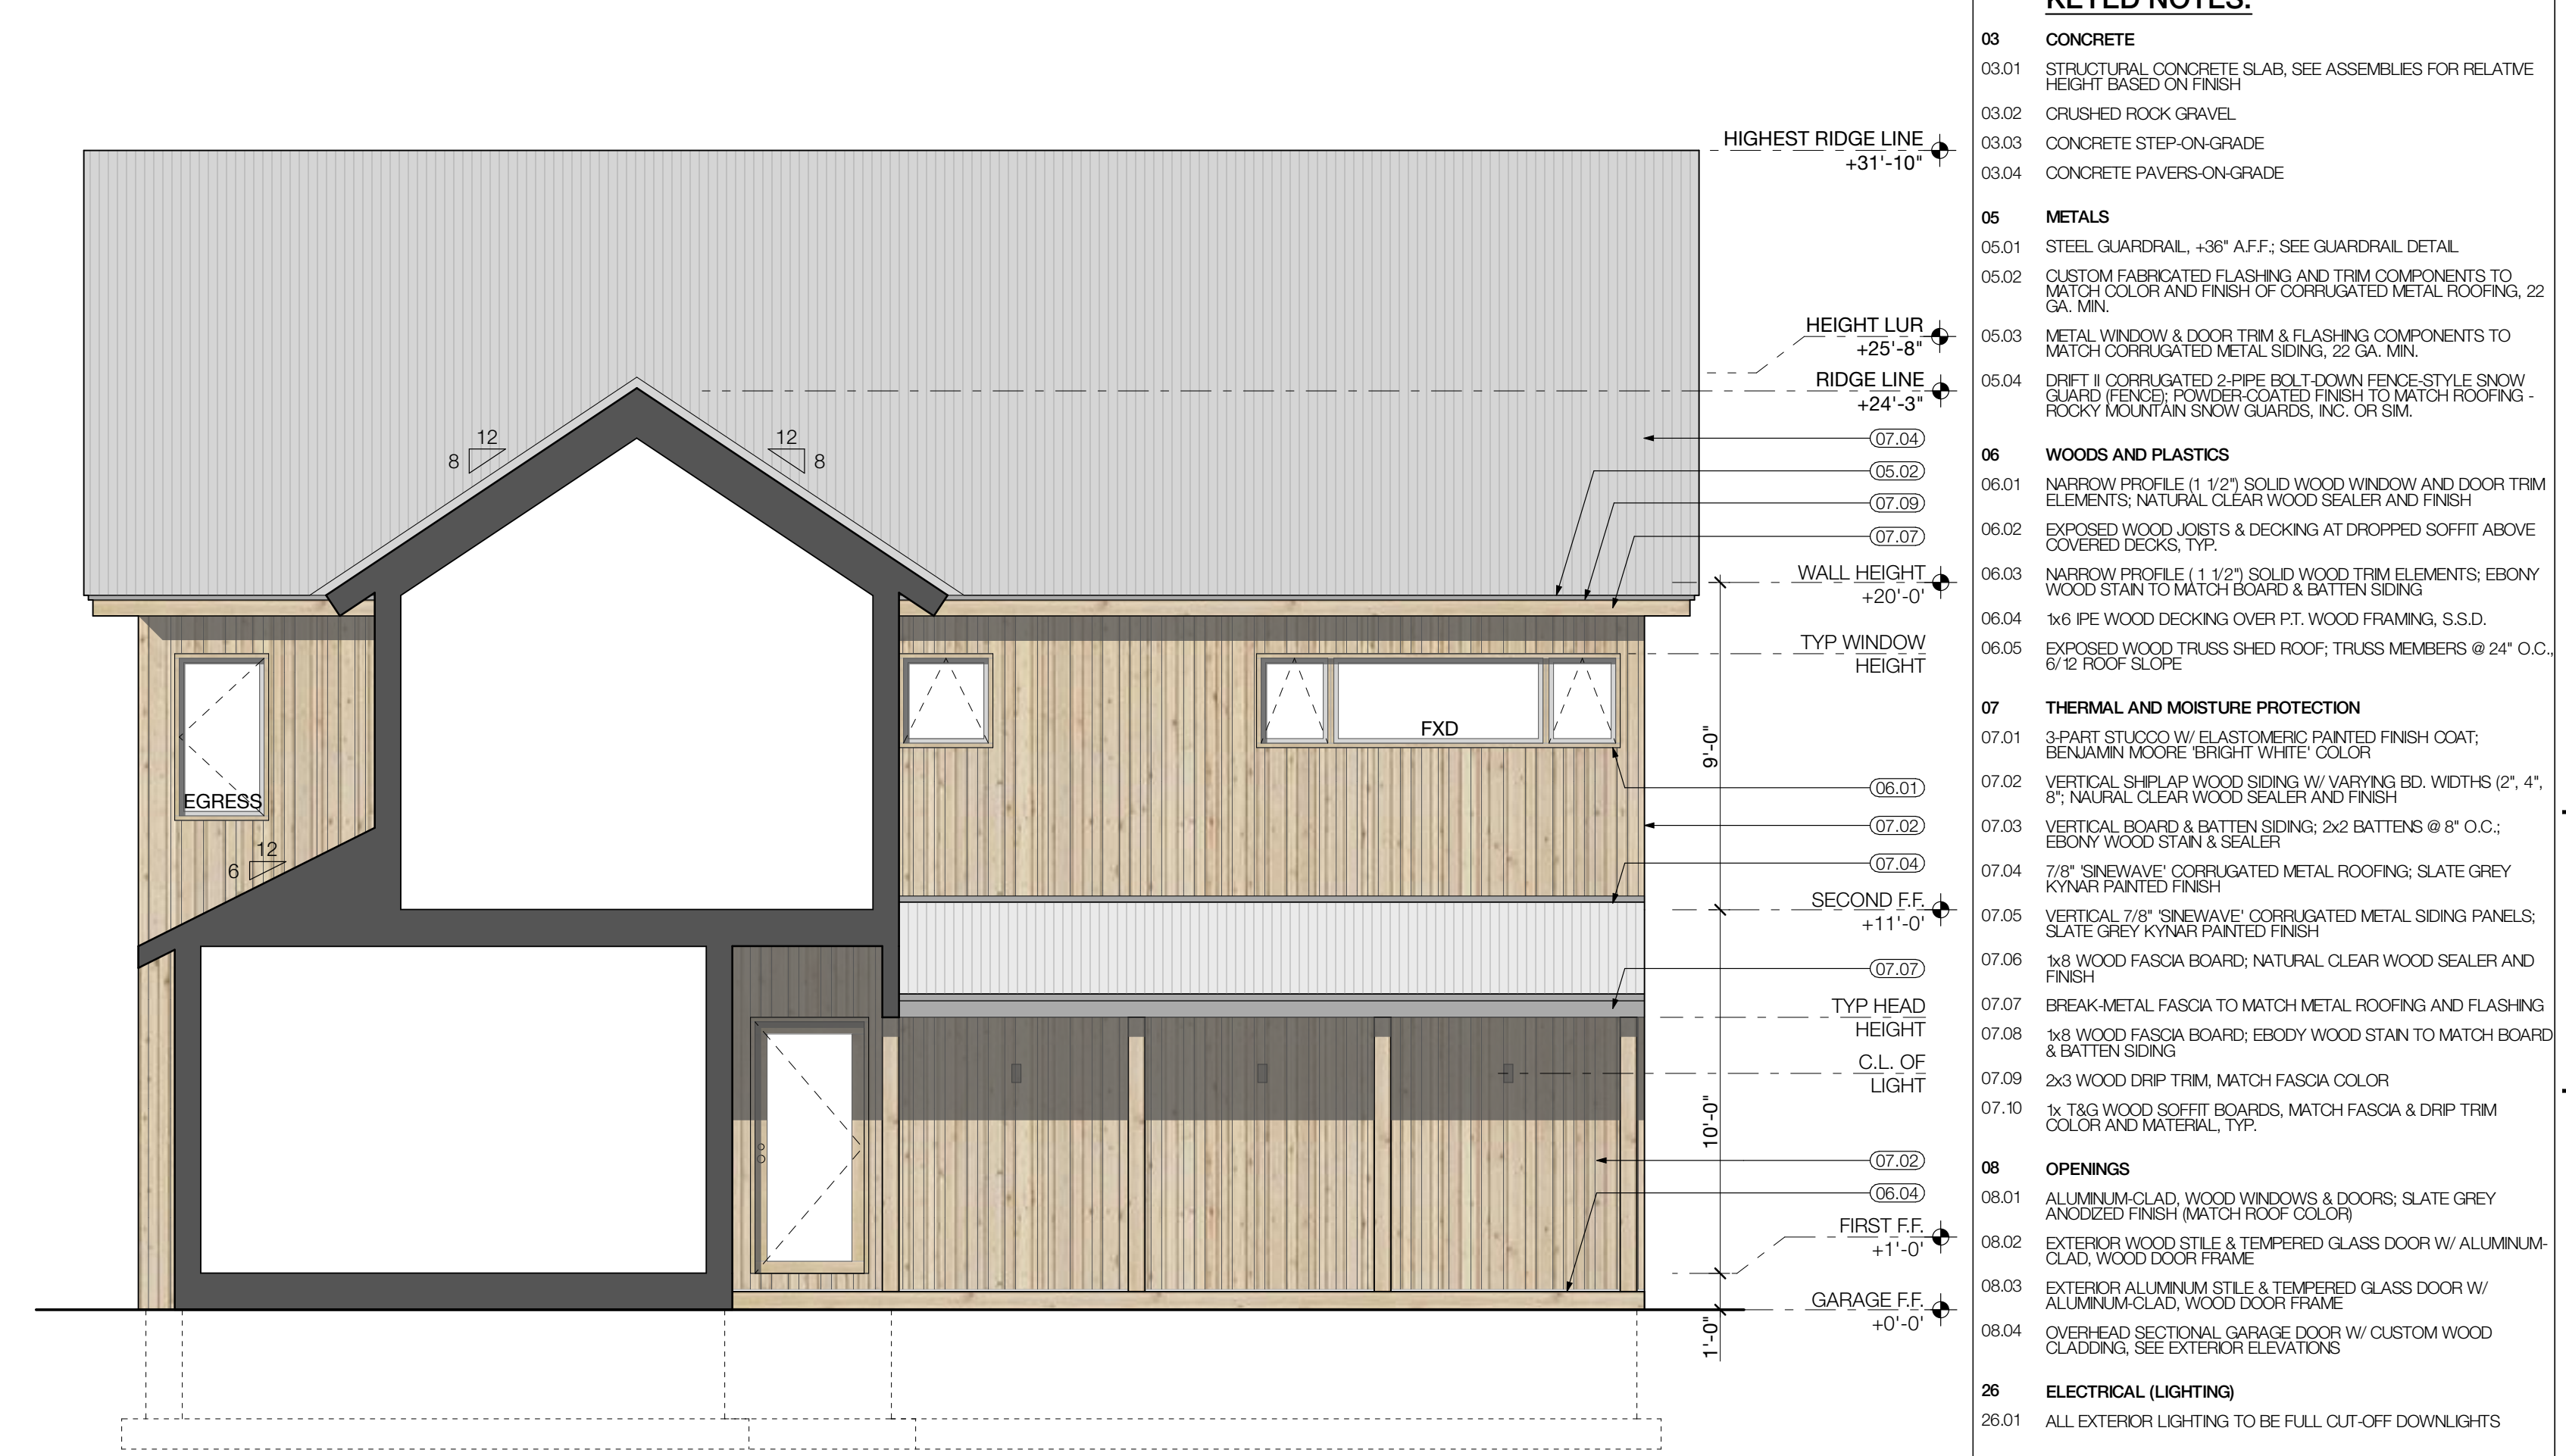 KEYED NOTES:
HIGHEST RIDGE LINE
+31'-10"
HEIGHT LUR
+25'-8"
RIDGE LINE
+24'-3"
12
8
12
8
07.04
05.02
07.09
07.07
WALL HEIGHT
+20'-0'
TYP WINDOW
HEIGHT
FXD
9'-0"
EGRESS
06.01
07.02
12
6
07.04
SECOND F.F.
+11'-0'
07.07
TYP HEAD
HEIGHT
C.L. OF
LIGHT
10'-0"
07.02
06.04
FIRST F.F.
+1'-0'
GARAGE F.F.
+0'-0'
1'-0"
03 CONCRETE
03.01 STRUCTURAL CONCRETE SLAB, SEE ASSEMBLIES FOR RELATIVE
HEIGHT BASED ON FINISH
03.02 CRUSHED ROCK GRAVEL
03.03 CONCRETE STEP-ON-GRADE
03.04 CONCRETE PAVERS-ON-GRADE
05 METALS
05.01 STEEL GUARDRAIL, +36" A.F.F.; SEE GUARDRAIL DETAIL
05.02 CUSTOM FABRICATED FLASHING AND TRIM COMPONENTS TO
MATCH COLOR AND FINISH OF CORRUGATED METAL ROOFING, 22
GA. MIN.
05.03 METAL WINDOW & DOOR TRIM & FLASHING COMPONENTS TO
MATCH CORRUGATED METAL SIDING, 22 GA. MIN.
05.04 DRIFT II CORRUGATED 2-PIPE BOLT-DOWN FENCE-STYLE SNOW
GUARD (FENCE); POWDER-COATED FINISH TO MATCH ROOFING -
ROCKY MOUNTAIN SNOW GUARDS, INC. OR SIM.
06 WOODS AND PLASTICS
06.01 NARROW PROFILE (1 1/2") SOLID WOOD WINDOW AND DOOR TRIM
ELEMENTS; NATURAL CLEAR WOOD SEALER AND FINISH
06.02 EXPOSED WOOD JOISTS & DECKING AT DROPPED SOFFIT ABOVE
COVERED DECKS, TYP.
06.03 NARROW PROFILE ( 1 1/2") SOLID WOOD TRIM ELEMENTS; EBONY
WOOD STAIN TO MATCH BOARD & BATTEN SIDING
06.04 1x6 IPE WOOD DECKING OVER P.T. WOOD FRAMING, S.S.D.
06.05 EXPOSED WOOD TRUSS SHED ROOF; TRUSS MEMBERS @ 24" O.C.,
6/12 ROOF SLOPE
07 THERMAL AND MOISTURE PROTECTION
07.01 3-PART STUCCO W/ ELASTOMERIC PAINTED FINISH COAT;
BENJAMIN MOORE 'BRIGHT WHITE' COLOR
07.02 VERTICAL SHIPLAP WOOD SIDING W/ VARYING BD. WIDTHS (2", 4",
8"; NAURAL CLEAR WOOD SEALER AND FINISH
07.03 VERTICAL BOARD & BATTEN SIDING; 2x2 BATTENS @ 8" O.C.;
EBONY WOOD STAIN & SEALER
07.04 7/8" 'SINEWAVE' CORRUGATED METAL ROOFING; SLATE GREY
KYNAR PAINTED FINISH
07.05 VERTICAL 7/8" 'SINEWAVE' CORRUGATED METAL SIDING PANELS;
SLATE GREY KYNAR PAINTED FINISH
07.06 1x8 WOOD FASCIA BOARD; NATURAL CLEAR WOOD SEALER AND
FINISH
07.07 BREAK-METAL FASCIA TO MATCH METAL ROOFING AND FLASHING
07.08 1x8 WOOD FASCIA BOARD; EBODY WOOD STAIN TO MATCH BOARD
& BATTEN SIDING
07.09 2x3 WOOD DRIP TRIM, MATCH FASCIA COLOR
07.10 1x T&G WOOD SOFFIT BOARDS, MATCH FASCIA & DRIP TRIM
COLOR AND MATERIAL, TYP.
08 OPENINGS
08.01 ALUMINUM-CLAD, WOOD WINDOWS & DOORS; SLATE GREY
ANODIZED FINISH (MATCH ROOF COLOR)
08.02 EXTERIOR WOOD STILE & TEMPERED GLASS DOOR W/ ALUMINUM-
CLAD, WOOD DOOR FRAME
08.03 EXTERIOR ALUMINUM STILE & TEMPERED GLASS DOOR W/
ALUMINUM-CLAD, WOOD DOOR FRAME
08.04 OVERHEAD SECTIONAL GARAGE DOOR W/ CUSTOM WOOD
CLADDING, SEE EXTERIOR ELEVATIONS
26 ELECTRICAL (LIGHTING)
26.01 ALL EXTERIOR LIGHTING TO BE FULL CUT-OFF DOWNLIGHTS